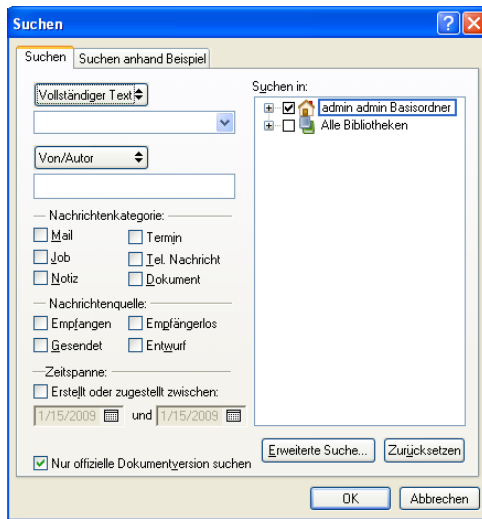 Suchen
Suchen
Suchen anhand Beispiel
Vollständiger Text
Von/Autor
Nachrichtenkategorie:
Mail
Termin
Job
Tel. Nachricht
Notiz
Dokument
Nachrichtenquelle:
Empfangen
Empfängerlos
Gesendet
Entwurf
Zeitspanne:
Erstellt oder zugestellt zwischen:
1/15/2009 und 1/15/2009
Nur offizielle Dokumentversion suchen
Suchen in:
admin admin Basisordner
Alle Bibliotheken
Erweiterte Suche...
Zurücksetzen
OK
Abbrechen